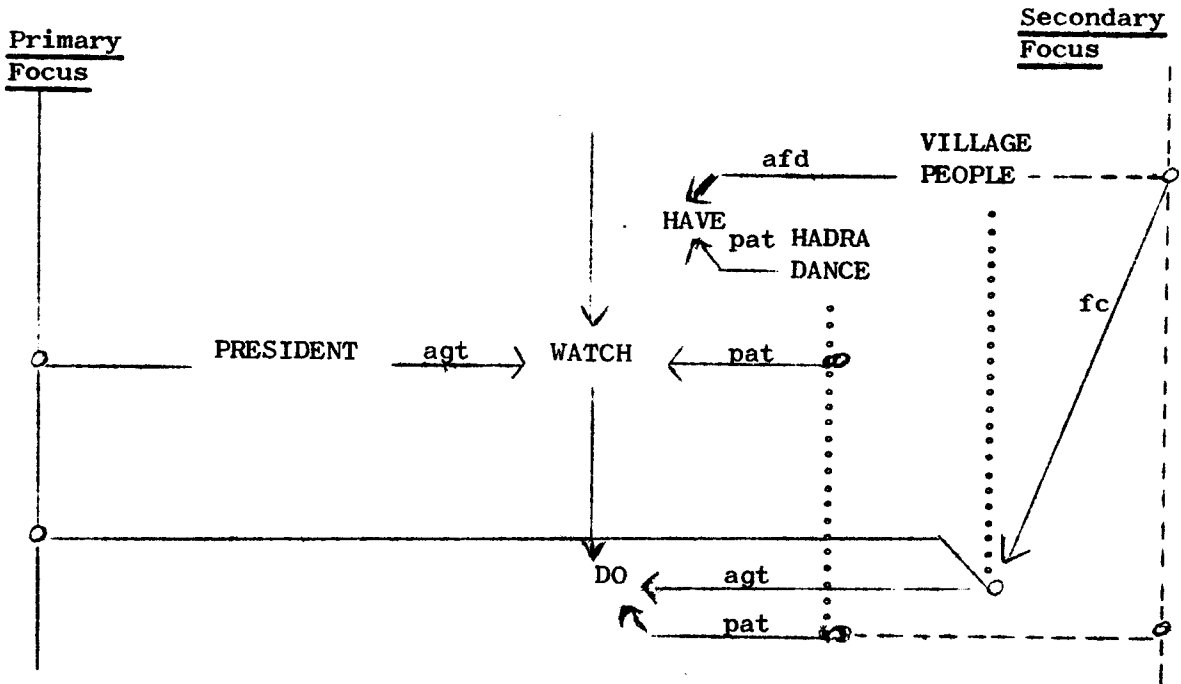 Primary
Focus
Secondary
Focus
afd
VILLAGE
PEOPLE
HAVE
pat HADRA
DANCE
fc
PRESIDENT agt WATCH pat
DO agt
pat